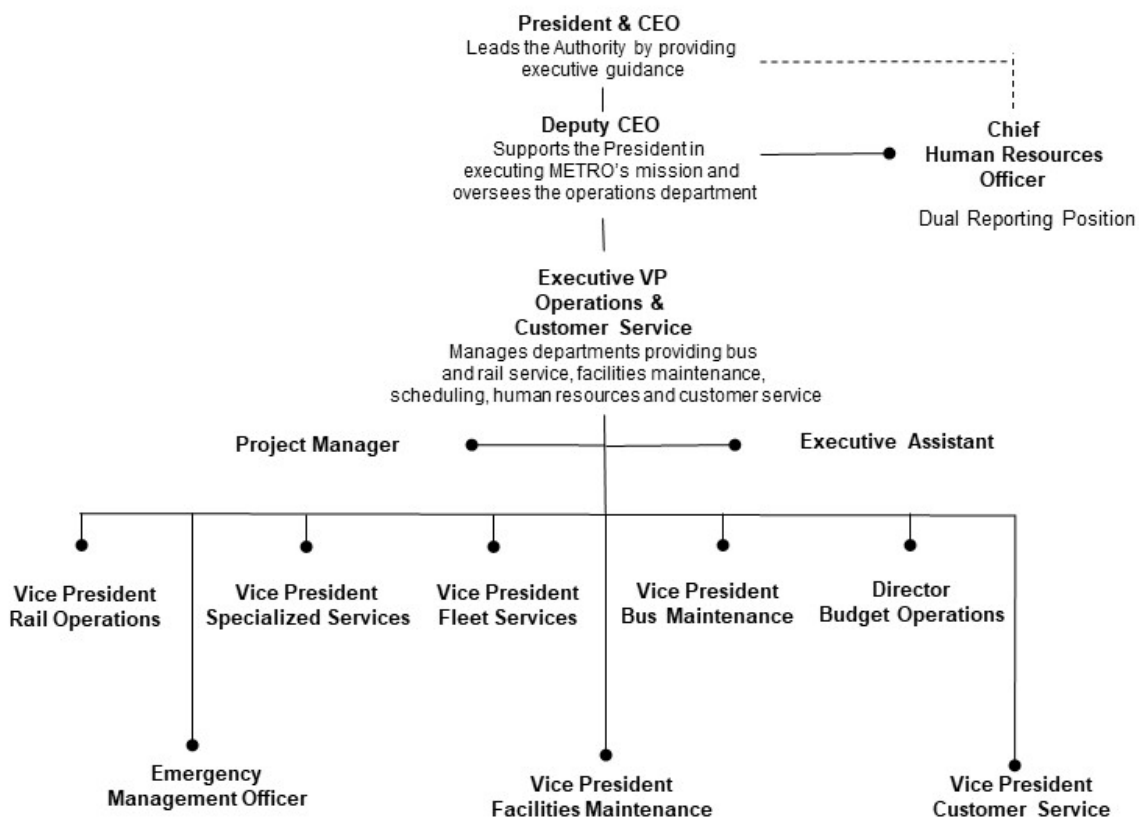 President & CEO
Leads the Authority by providing
executive guidance
Deputy CEO
Supports the President in
executing METRO's mission and
oversees the operations department
Chief
Human Resources
Officer
Dual Reporting Position
Executive VP
Operations &
Customer Service
Manages departments providing bus
and rail service, facilities maintenance,
scheduling, human resources and customer service
Project Manager
Executive Assistant
Vice President
Rail Operations
Vice President
Specialized Services
Vice President
Fleet Services
Vice President
Bus Maintenance
Director
Budget Operations
Emergency
Management Officer
Vice President
Facilities Maintenance
Vice President
Customer Service